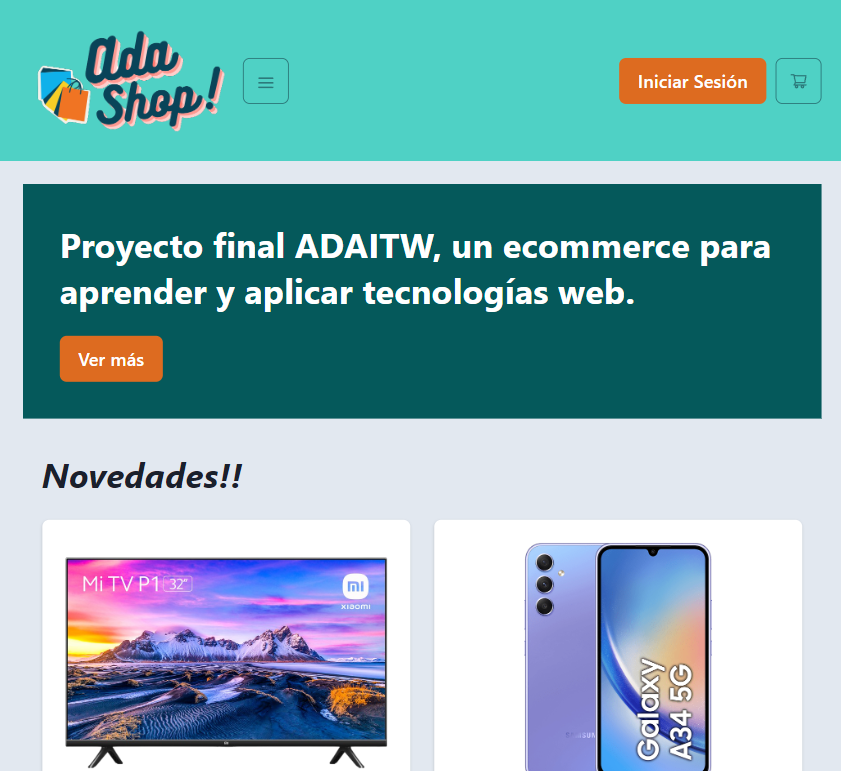 Ada
Shop!
Iniciar Sesión
Proyecto final ADAITW, un ecommerce para
aprender y aplicar tecnologías web.
Ver más
Novedades!!
Mi TV P1 32"
mi
xiaomi
SAMSUNG
Galaxy
A34 5G